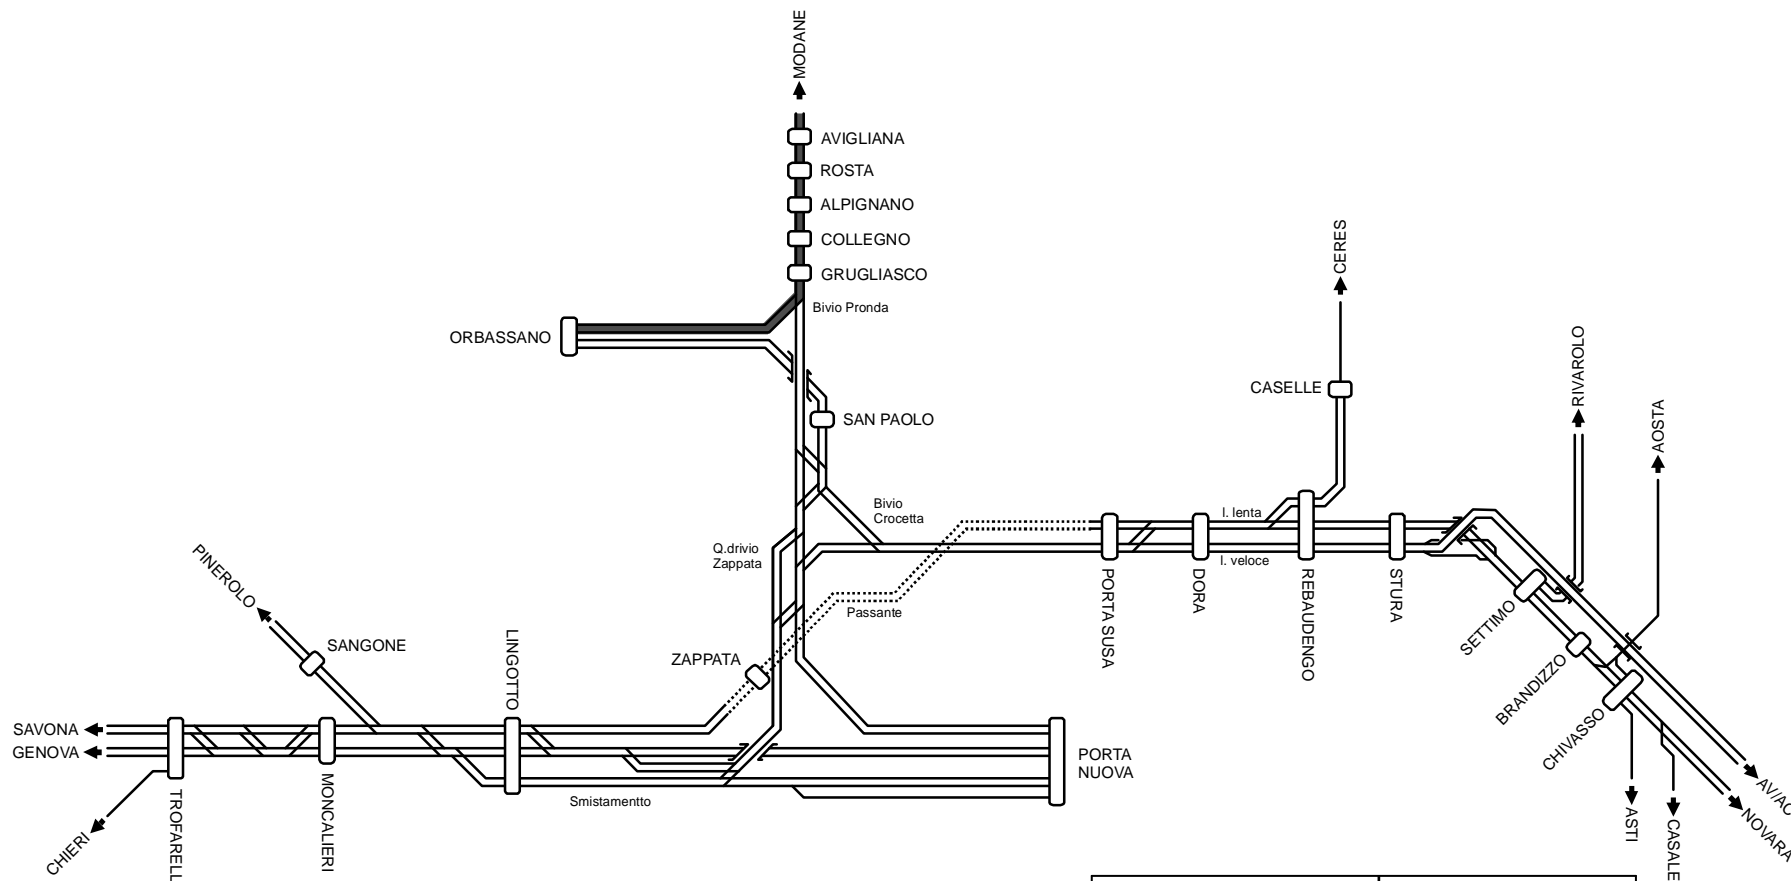 MODANE
AVIGLIANA
ROSTA
ALPIGNANO
COLLEGNO
GRUGLIASCO
Bivio Pronda
ORBASSANO
SAN PAOLO
CERES
CASELLE
RIVAROLO
AOSTA
Bivio
Crocetta
l. lenta
l. veloce
Q.drivio
Zappata
Passante
PINEROLO
SANGONE
LINGOTTO
ZAPPATA
PORTA SUSA
DORA
REBAUDENGO
STURA
SETTIMO
BRANDIZZO
CHIVASSO
SAVONA
GENOVA
CHIERI
TROFARELL
MONCALIERI
Smistamentto
PORTA
NUOVA
ASTI
CASALE
NOVARA
AV/AC